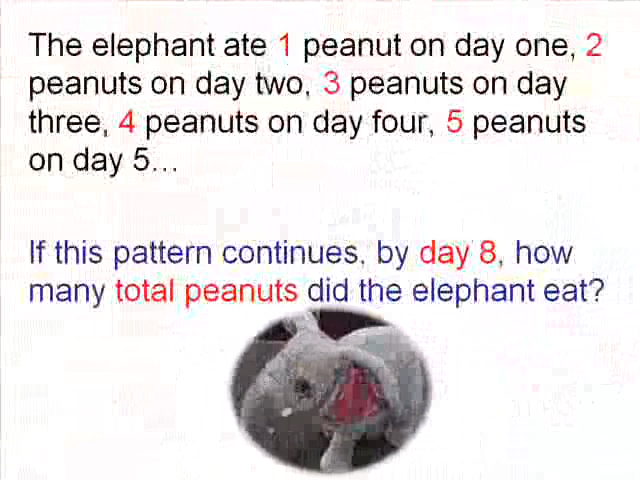 The elephant ate 1 peanut on day one, 2
peanuts on day two, 3 peanuts on day
three, 4 peanuts on day four, 5 peanuts
on day 5...
If this pattern continues, by day 8, how
many total peanuts did the elephant eat?